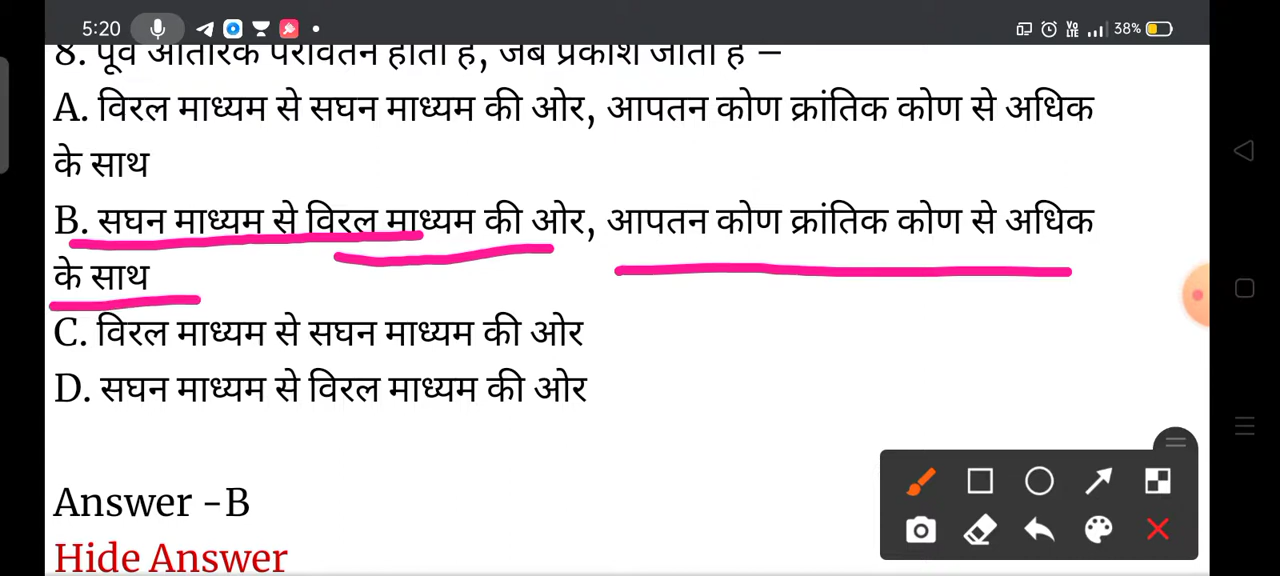 5:20 38%
8. पूर्व आंतरिक परावर्तन होता है, जब प्रकाश जाता है –
A. विरल माध्यम से सघन माध्यम की ओर, आपतन कोण क्रांतिक कोण से अधिक
के साथ
B. सघन माध्यम से विरल माध्यम की ओर, आपतन कोण क्रांतिक कोण से अधिक
के साथ
C. विरल माध्यम से सघन माध्यम की ओर
D. सघन माध्यम से विरल माध्यम की ओर
Answer -B
Hide Answer